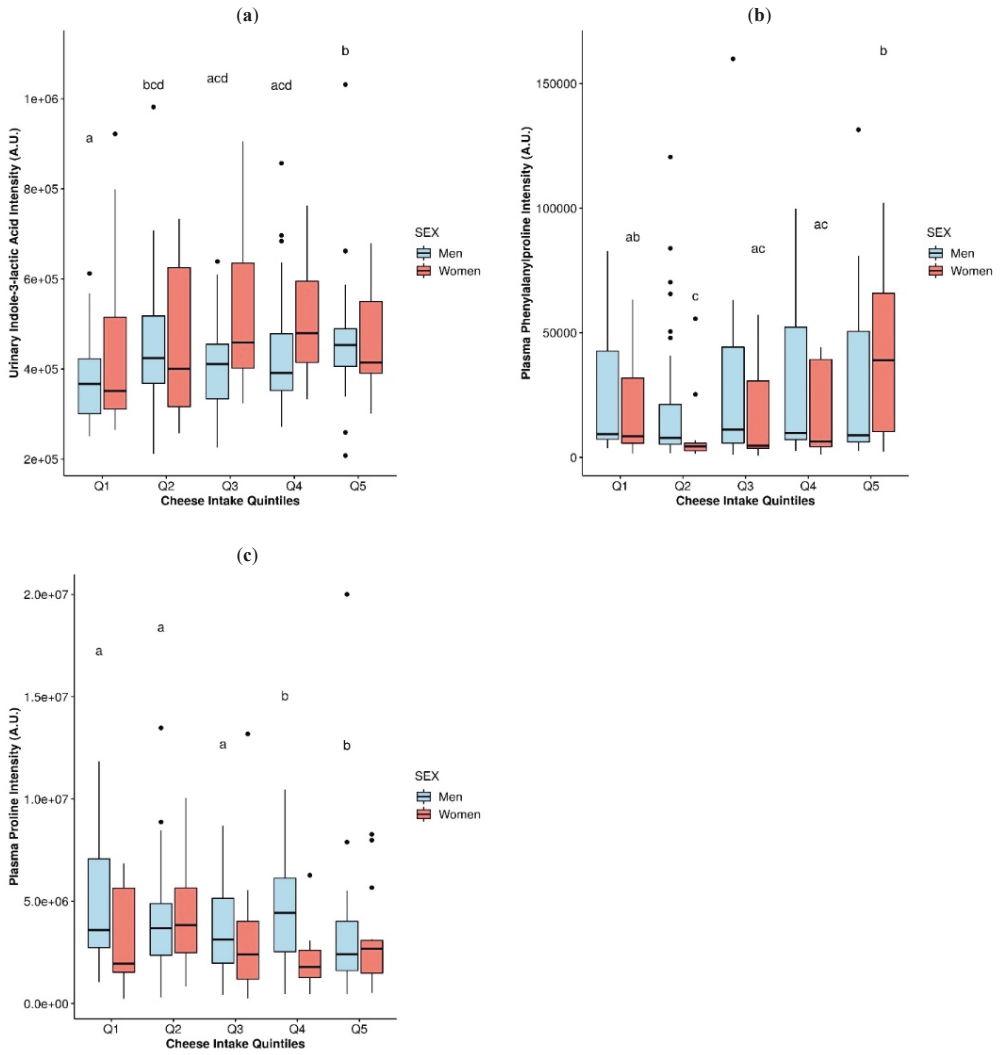 (a)
Urinary Indole-3-lactic Acid Intensity (A.U.)
1e+06
8e+05
6e+05
4e+05
2e+05
a
bcd
acd
acd
b
SEX
Men
Women
Q1 Q2 Q3 Q4 Q5
Cheese Intake Quintiles
(b)
Plasma Phenylalanylproline Intensity (A.U.)
150000
100000
50000
0
ab
c
ac
ac
b
SEX
Men
Women
Q1 Q2 Q3 Q4 Q5
Cheese Intake Quintiles
(c)
Plasma Proline Intensity (A.U.)
2.0e+07
1.5e+07
1.0e+07
5.0e+06
0.0e+00
a
a
a
b
b
SEX
Men
Women
Q1 Q2 Q3 Q4 Q5
Cheese Intake Quintiles